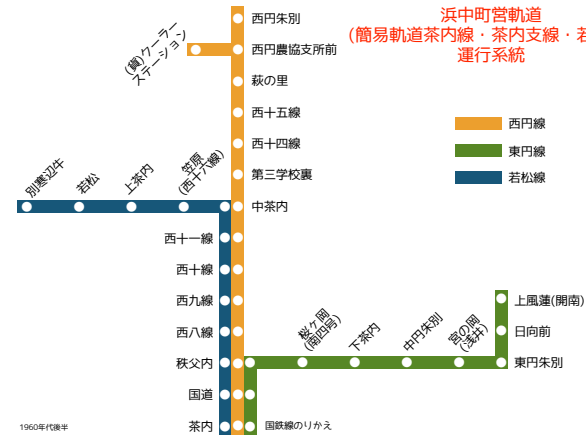 浜中町営軌道
(簡易軌道茶内線・茶内支線・若
運行系統
西円朱別
(貨)クーラー
ステーション
西円農協支所前
萩の里
西十五線
西十四線
第三学校裏
西円線
東円線
若松線
別寒辺牛
若松
上茶内
笠原
(西十六線)
中茶内
西十一線
西十線
西九線
西八線
秩父内
国道
茶内
桜ケ岡
(南四号)
下茶内
中円朱別
宮の岡
(浅井)
上風蓮(開南)
日向前
東円朱別
国鉄線のりかえ
1960年代後半